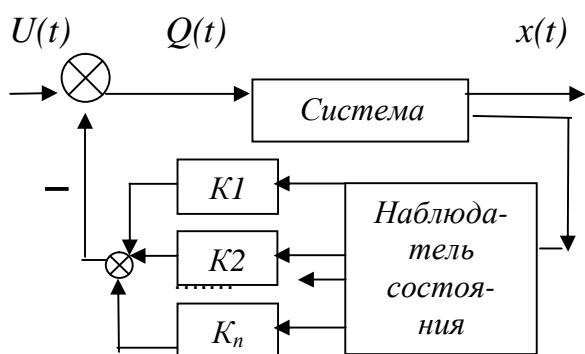 U(t) Q(t) x(t)
Система
–
K1
K2
.......
Kₙ
Наблюда-
тель
состоя-
ния